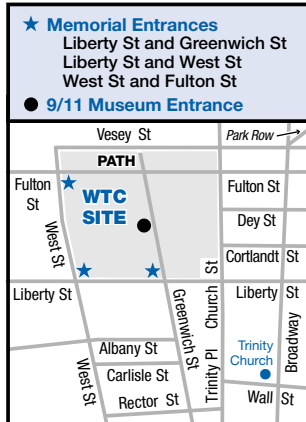 Memorial Entrances
Liberty St and Greenwich St
Liberty St and West St
West St and Fulton St
9/11 Museum Entrance
Vesey St
Park Row
PATH
Fulton St
Fulton St
WTC SITE
Dey St
West St
Cortlandt St
Church St
Liberty St
Liberty St
Greenwich St
Broadway
Trinity Pl
Albany St
Trinity Church
West St
Carlisle St
Rector St
Wall St